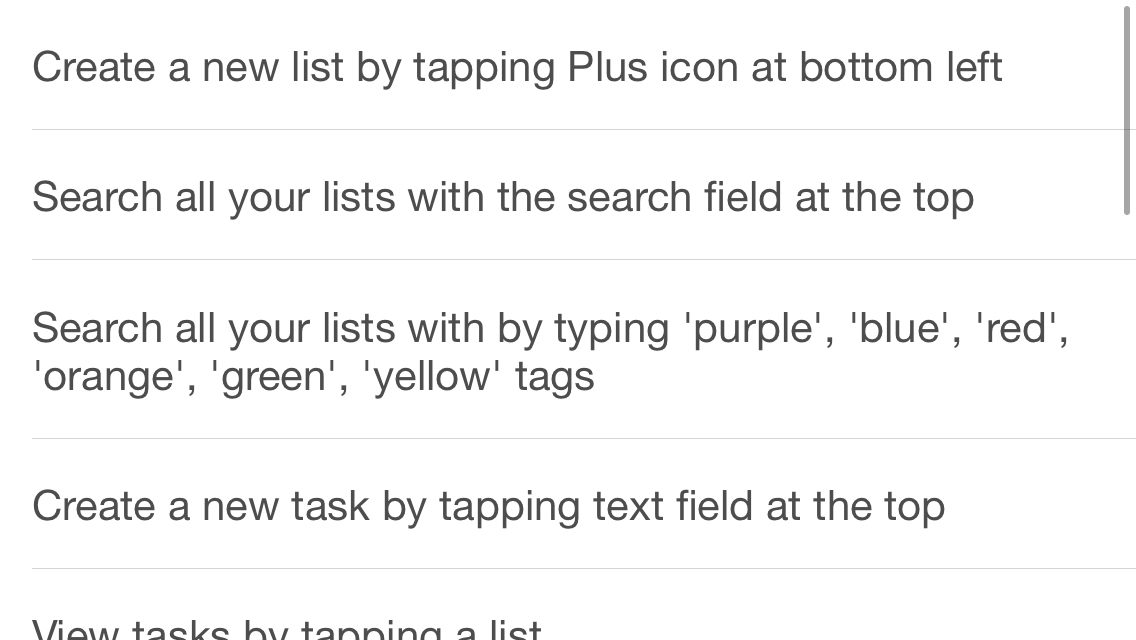 Create a new list by tapping Plus icon at bottom left
Search all your lists with the search field at the top
Search all your lists with by typing 'purple', 'blue', 'red',
'orange', 'green', 'yellow' tags
Create a new task by tapping text field at the top
View tasks by tapping a list